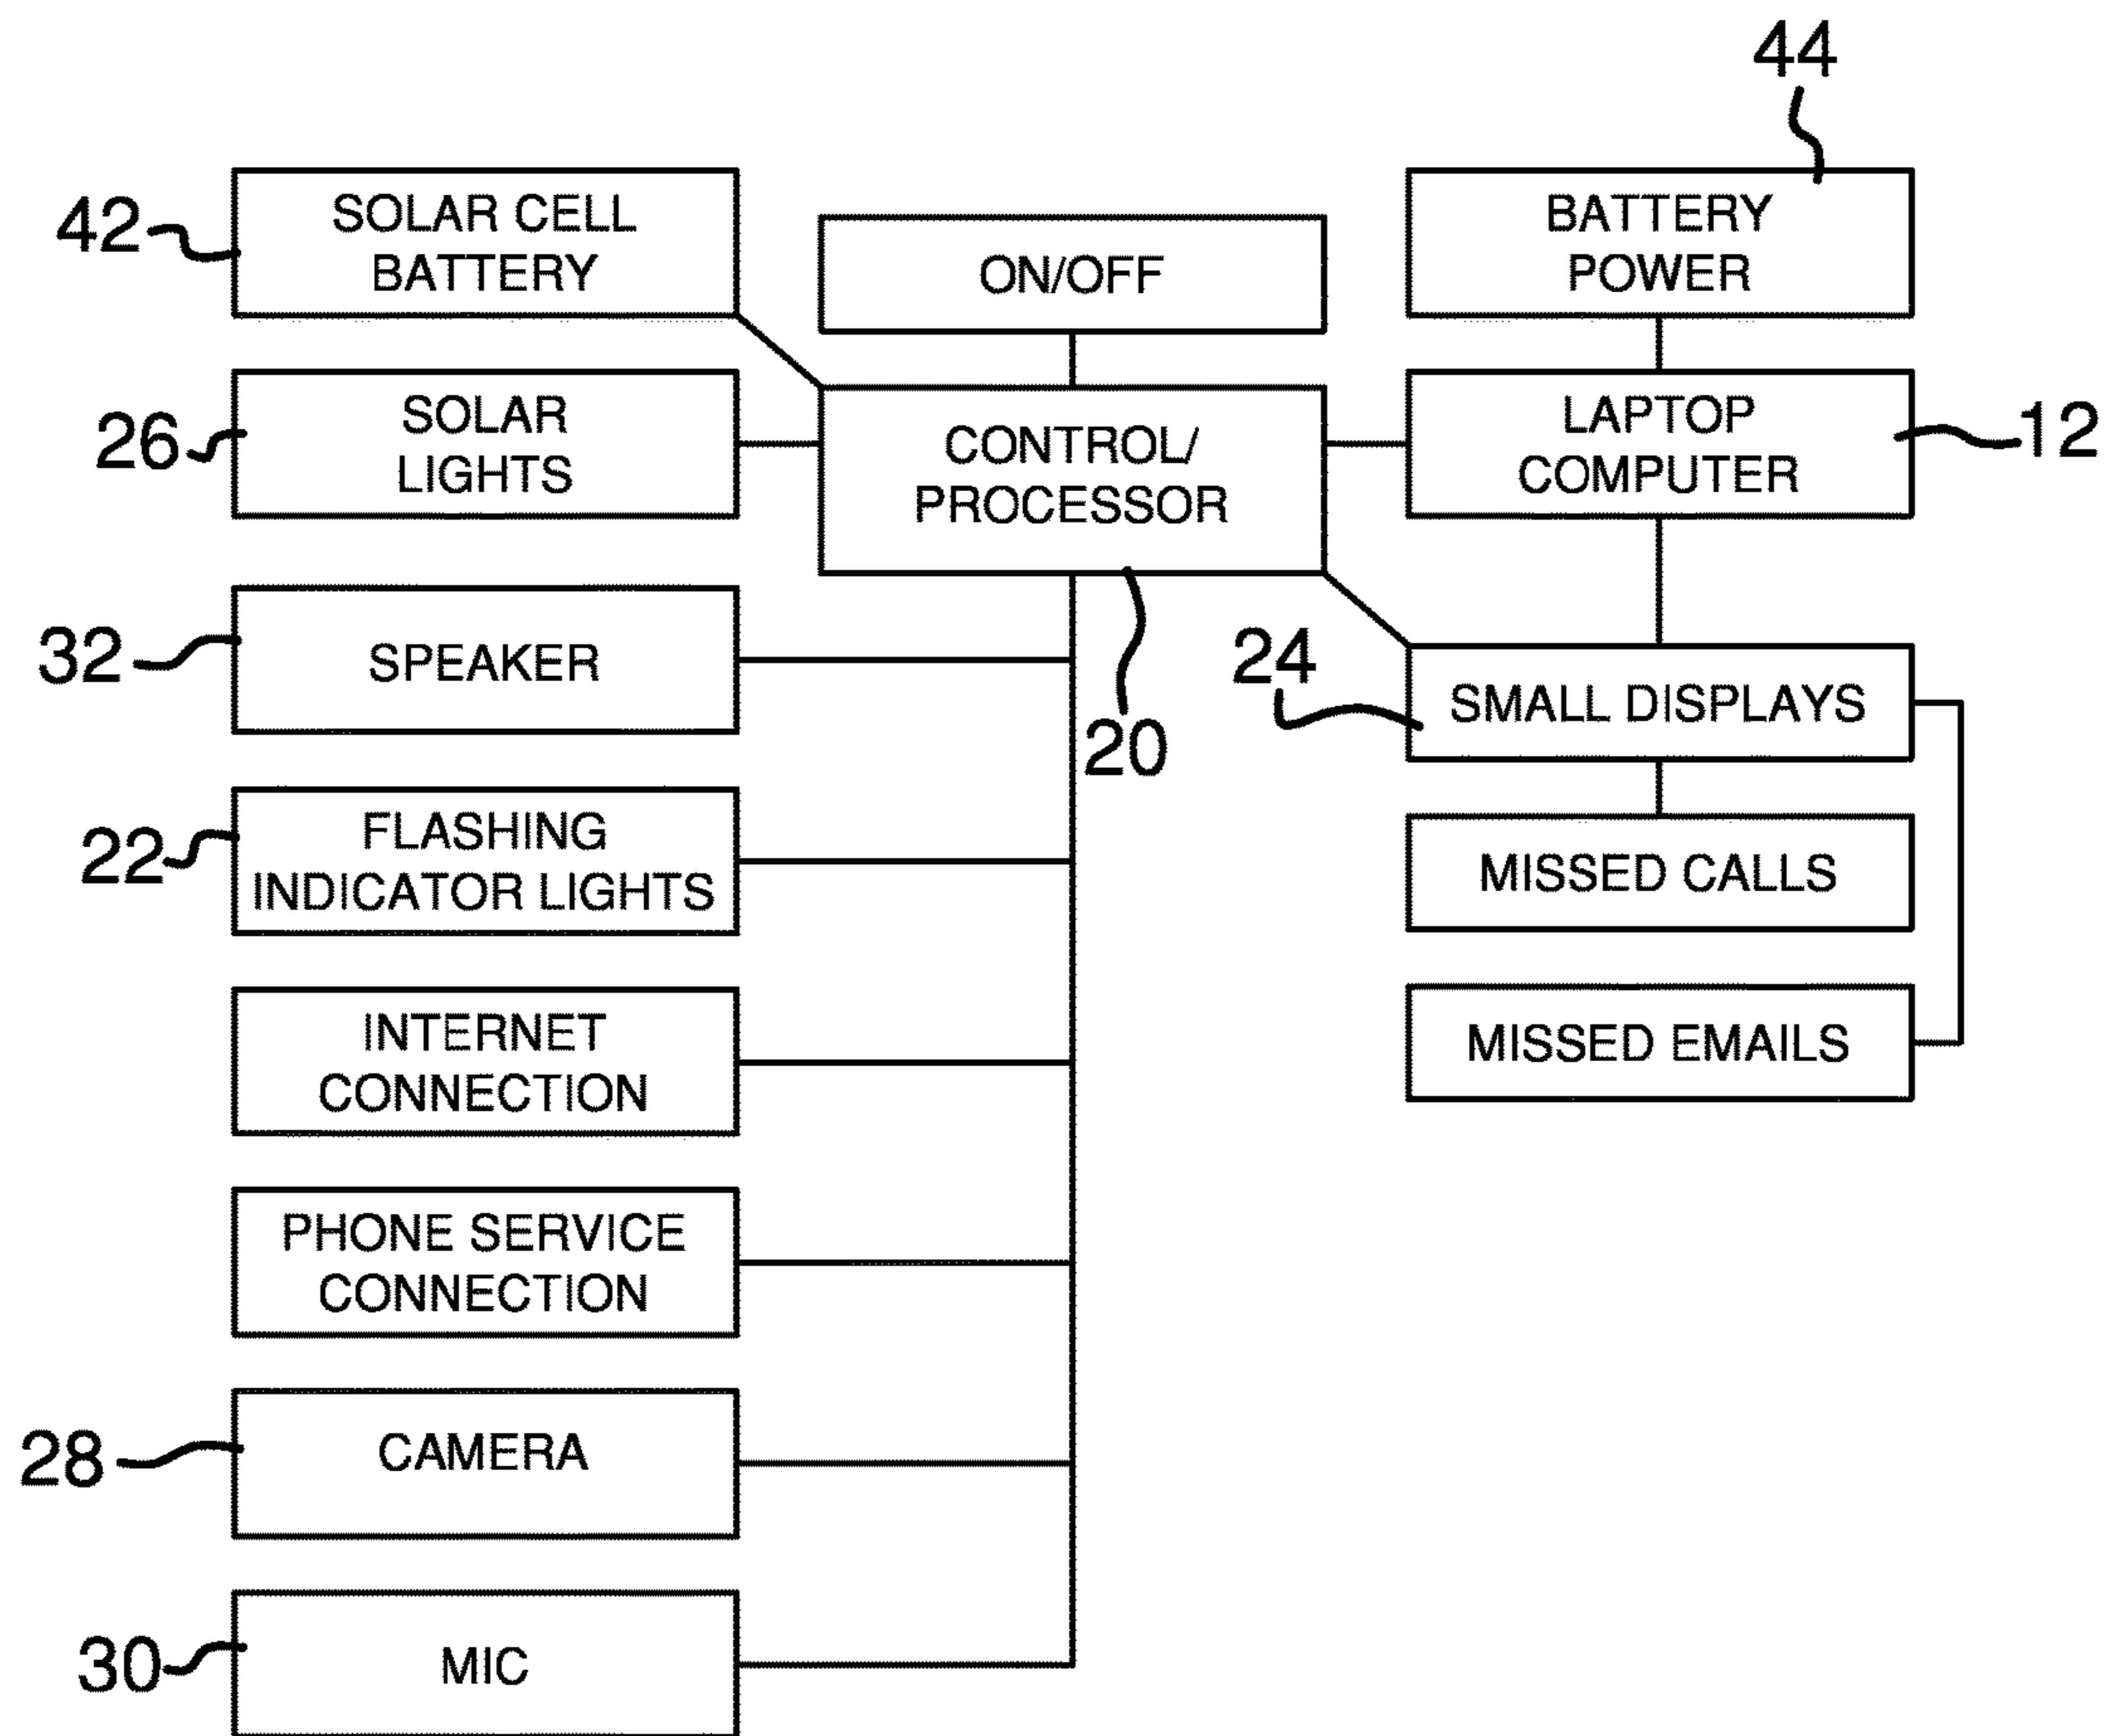 44
42
SOLAR CELL
BATTERY
ON/OFF
BATTERY
POWER
26
SOLAR
LIGHTS
CONTROL/
PROCESSOR
LAPTOP
COMPUTER
12
32
SPEAKER
20
24
SMALL DISPLAYS
22
FLASHING
INDICATOR LIGHTS
MISSED CALLS
INTERNET
CONNECTION
MISSED EMAILS
PHONE SERVICE
CONNECTION
28
CAMERA
30
MIC